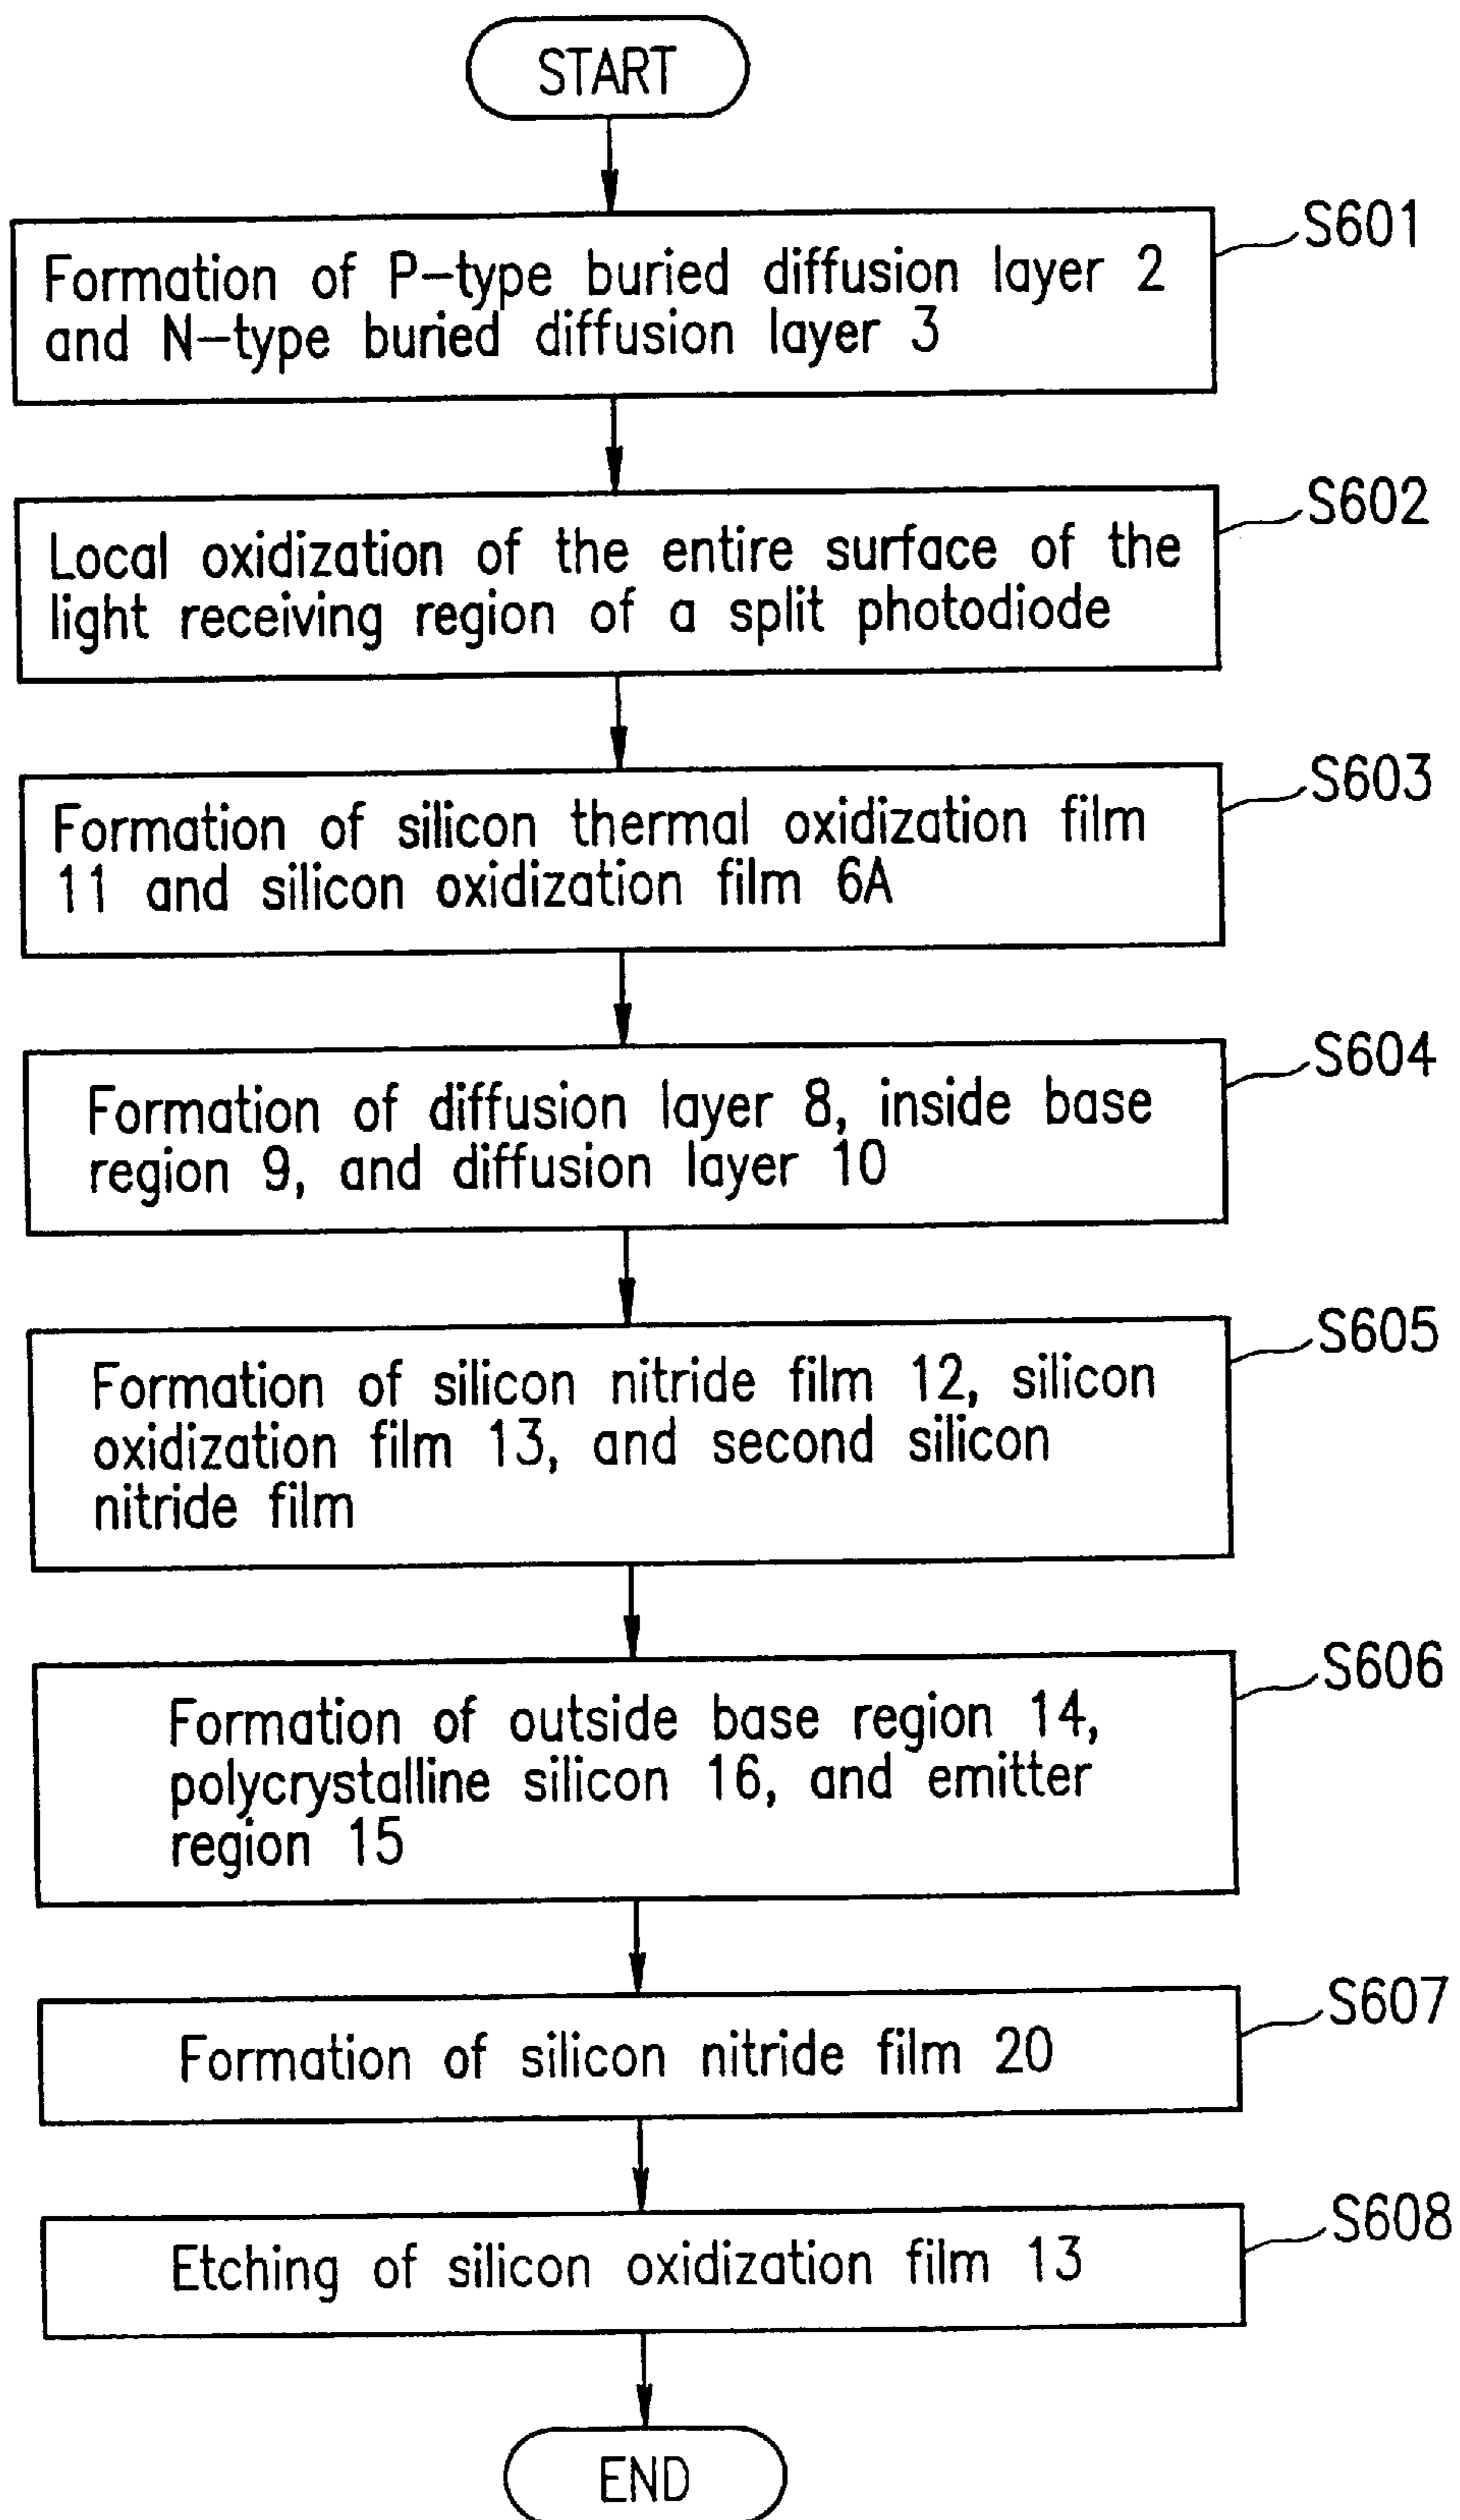 START
S601
Formation of P-type buried diffusion layer 2
and N-type buried diffusion layer 3
S602
Local oxidization of the entire surface of the
light receiving region of a split photodiode
S603
Formation of silicon thermal oxidization film
11 and silicon oxidization film 6A
S604
Formation of diffusion layer 8, inside base
region 9, and diffusion layer 10
S605
Formation of silicon nitride film 12, silicon
oxidization film 13, and second silicon
nitride film
S606
Formation of outside base region 14,
polycrystalline silicon 16, and emitter
region 15
S607
Formation of silicon nitride film 20
S608
Etching of silicon oxidization film 13
END